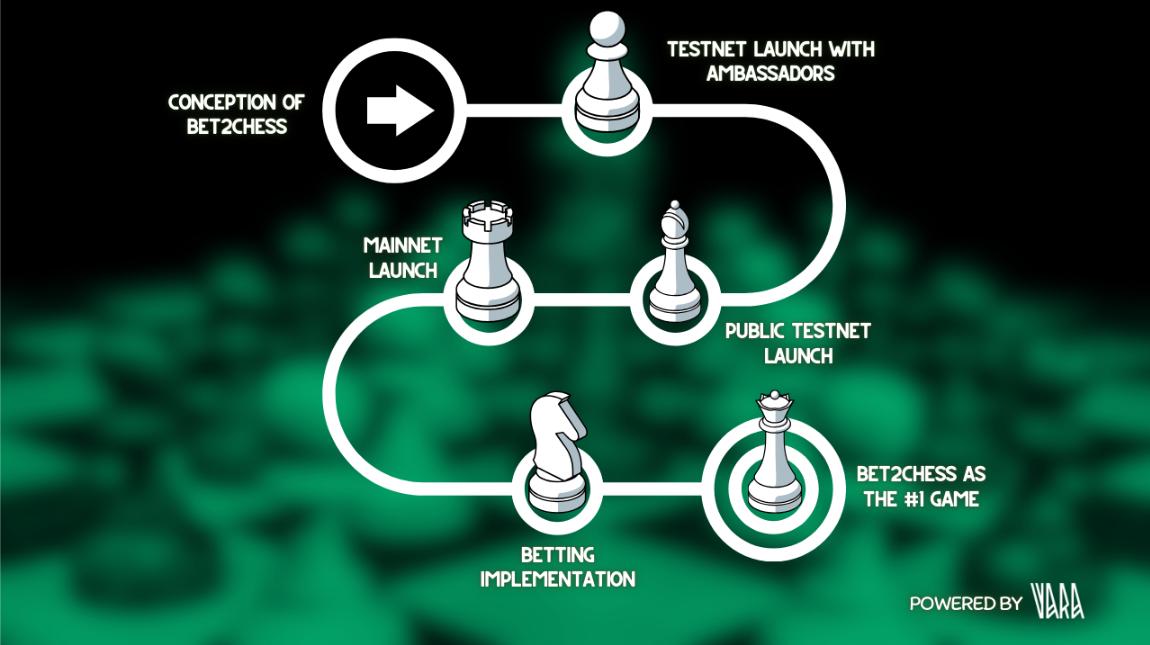 CONCEPTION OF
BET2CHESS
TESTNET LAUNCH WITH
AMBASSADORS
PUBLIC TESTNET
LAUNCH
MAINNET
LAUNCH
BETTING
IMPLEMENTATION
BET2CHESS AS
THE #1 GAME
POWERED BY VARA